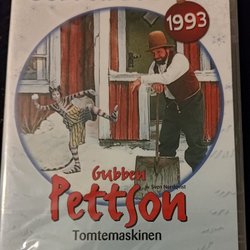 1993
Gubben
Pettson
av Sven Nordqvist
Tomtemaskinen